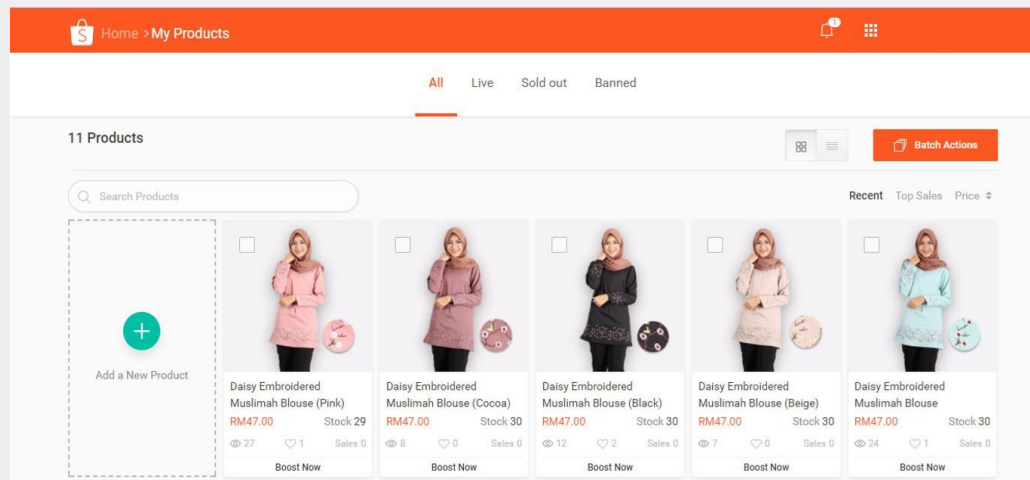 Home > My Products
1
All Live Sold out Banned
11 Products
Batch Actions
Search Products
Recent Top Sales Price
Add a New Product
Daisy Embroidered
Muslimah Blouse (Pink)
RM47.00 Stock 29
27 1 Sales 0
Boost Now
Daisy Embroidered
Muslimah Blouse (Cocoa)
RM47.00 Stock 30
8 0 Sales 0
Boost Now
Daisy Embroidered
Muslimah Blouse (Black)
RM47.00 Stock 30
12 2 Sales 0
Boost Now
Daisy Embroidered
Muslimah Blouse (Beige)
RM47.00 Stock 30
7 0 Sales 0
Boost Now
Daisy Embroidered
Muslimah Blouse
RM47.00 Stock 30
24 1 Sales 0
Boost Now